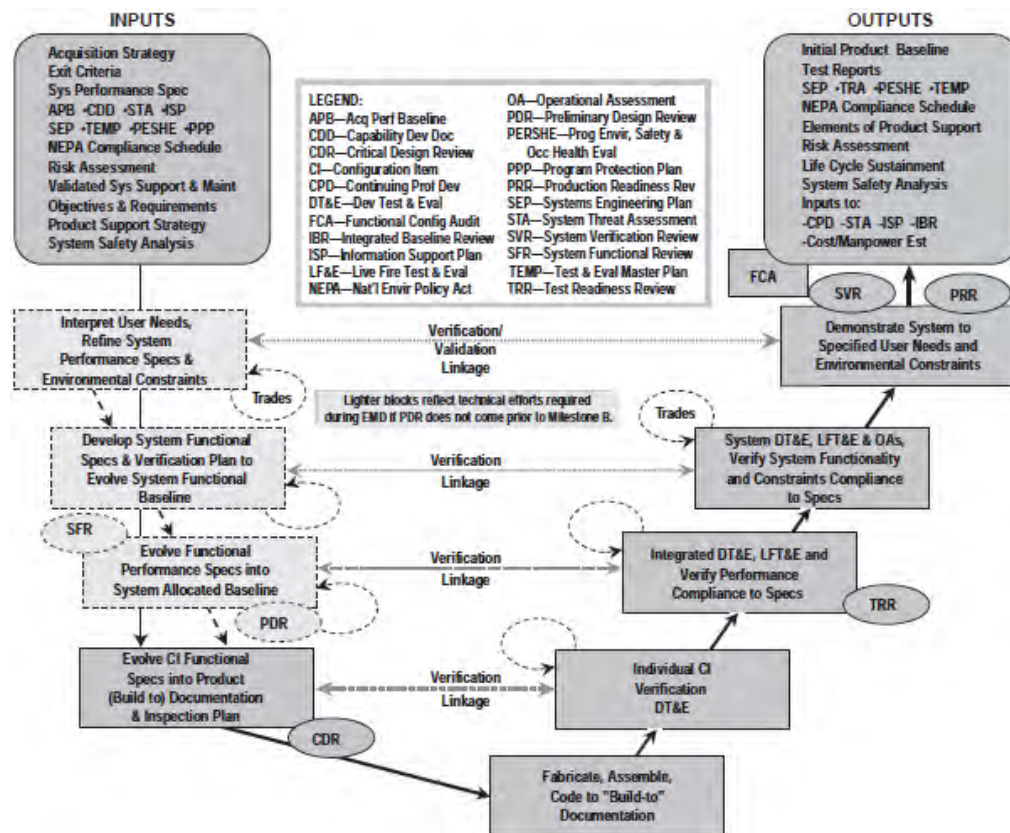 INPUTS
Acquisition Strategy
Exit Criteria
Sys Performance Spec
APB •CDD •STA •ISP
SEP •TEMP •PESHE •PPP
NEPA Compliance Schedule
Risk Assessment
Validated Sys Support & Maint
Objectives & Requirements
Product Support Strategy
System Safety Analysis
LEGEND:
APB—Acq Perf Baseline
CDD—Capability Dev Doc
CDR—Critical Design Review
CI—Configuration Item
CPD—Continuing Prof Dev
DT&E—Dev Test & Eval
FCA—Functional Config Audit
IBR—Integrated Baseline Review
ISP—Information Support Plan
LF&E—Live Fire Test & Eval
NEPA—Nat'l Envir Policy Act
OA—Operational Assessment
PDR—Preliminary Design Review
PERSHE—Prog Envir, Safety &
Occ Health Eval
PPP—Program Protection Plan
PRR—Production Readiness Rev
SEP—Systems Engineering Plan
STA—System Threat Assessment
SVR—System Verification Review
SFR—System Functional Review
TEMP—Test & Eval Master Plan
TRR—Test Readiness Review
OUTPUTS
Initial Product Baseline
Test Reports
SEP •TRA •PESHE •TEMP
NEPA Compliance Schedule
Elements of Product Support
Risk Assessment
Life Cycle Sustainment
System Safety Analysis
Inputs to:
-CPD -STA -ISP -IBR
-Cost/Manpower Est
FCA
SVR
PRR
Interpret User Needs,
Refine System
Performance Specs &
Environmental Constraints
Verification/
Validation
Linkage
Demonstrate System to
Specified User Needs and
Environmental Constraints
Trades
Lighter blocks reflect technical efforts required
during EMD if PDR does not come prior to Milestone B.
Trades
Develop System Functional
Specs & Verification Plan to
Evolve System Functional
Baseline
Verification
Linkage
System DT&E, LFT&E & OAs,
Verify System Functionality
and Constraints Compliance
to Specs
SFR
Evolve Functional
Performance Specs into
System Allocated Baseline
Verification
Linkage
Integrated DT&E, LFT&E and
Verify Performance
Compliance to Specs
TRR
PDR
Evolve CI Functional
Specs into Product
(Build to) Documentation
& Inspection Plan
Verification
Linkage
Individual CI
Verification
DT&E
CDR
Fabricate, Assemble,
Code to "Build-to"
Documentation